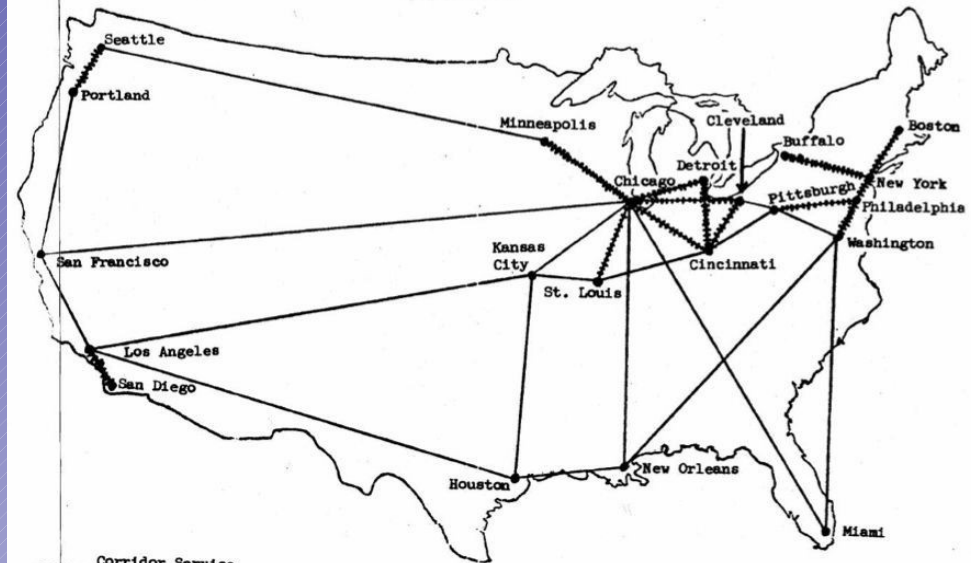 Seattle
Portland
Minneapolis
Cleveland
Buffalo
Boston
Detroit
Chicago
Pittsburgh
New York
Philadelphia
Washington
Kansas
City
San Francisco
St. Louis
Cincinnati
Los Angeles
San Diego
Houston
New Orleans
Miami
Corridor Service